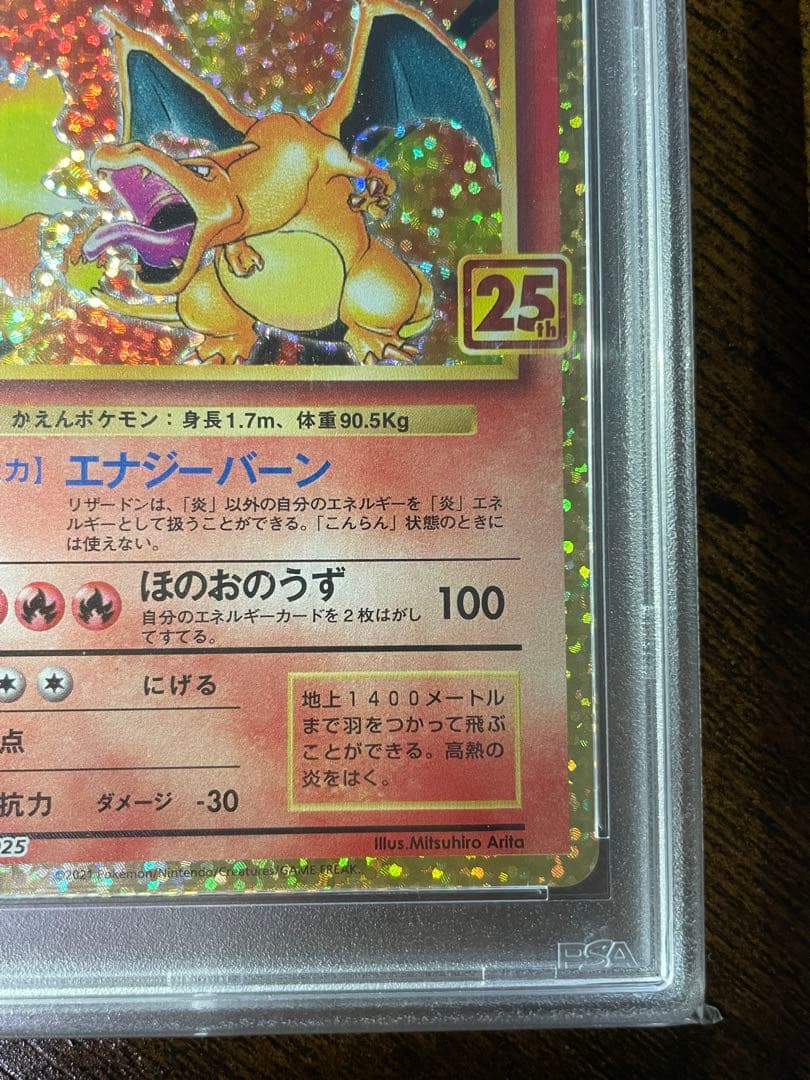 25th
かえんポケモン：身長1.7m、体重90.5Kg
力】エナジーバーン
リザードンは、「炎」以外の自分のエネルギーを「炎」エネ
ルギーとして扱うことができる。「こんらん」状態のときに
は使えない。
ほのおのうず 100
自分のエネルギーカードを２枚はがし
てすてる。
にげる
点
抗力 ダメージ -30
地上１４００メートル
まで羽をつかって飛ぶ
ことができる。高熱の
炎をはく。
025
Illus.Mitsuhiro Arita
©2021 Pokémon/Nintendo/Creatures/GAME FREAK.
PSA